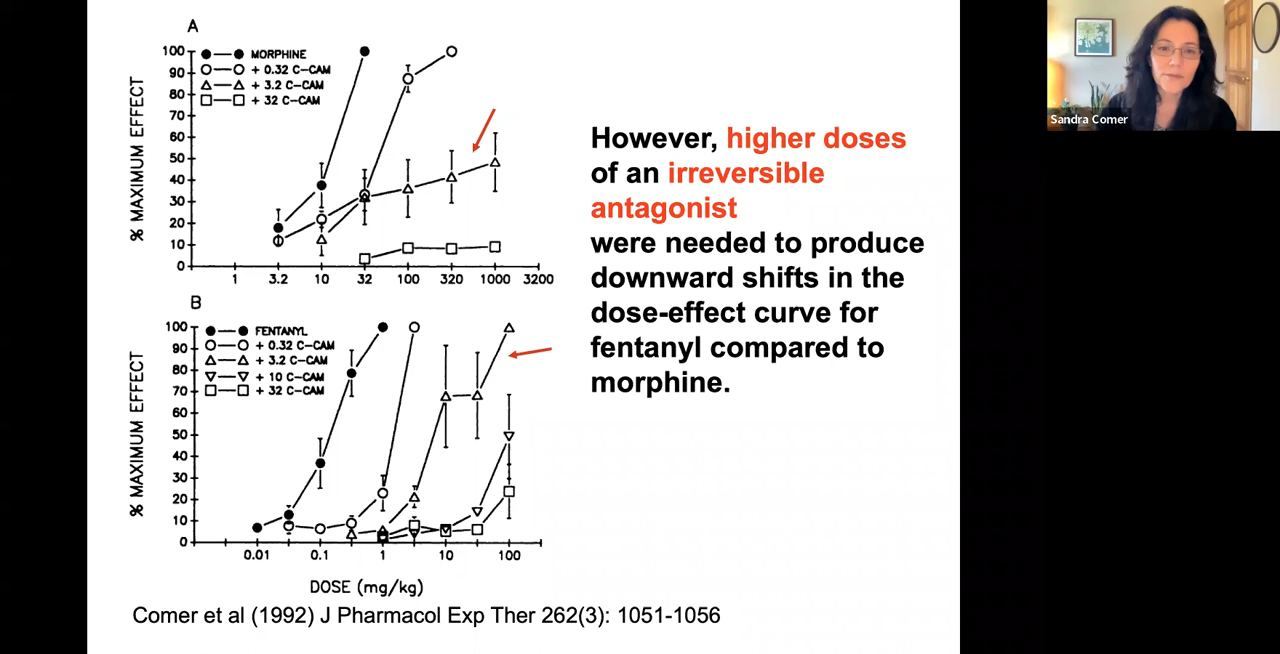 A
% MAXIMUM EFFECT
100
90
80
70
60
50
40
30
20
10
0
MORPHINE
+ 0.32 C-CAM
+ 3.2 C-CAM
+ 32 C-CAM
1 3.2 10 32 100 320 1000 3200
B
% MAXIMUM EFFECT
100
90
80
70
60
50
40
30
20
10
0
FENTANYL
+ 0.32 C-CAM
+ 3.2 C-CAM
+ 10 C-CAM
+ 32 C-CAM
0.01 0.1 1 10 100
DOSE (mg/kg)
Comer et al (1992) J Pharmacol Exp Ther 262(3): 1051-1056
However, higher doses
of an irreversible
antagonist
were needed to produce
downward shifts in the
dose-effect curve for
fentanyl compared to
morphine.
Sandra Comer